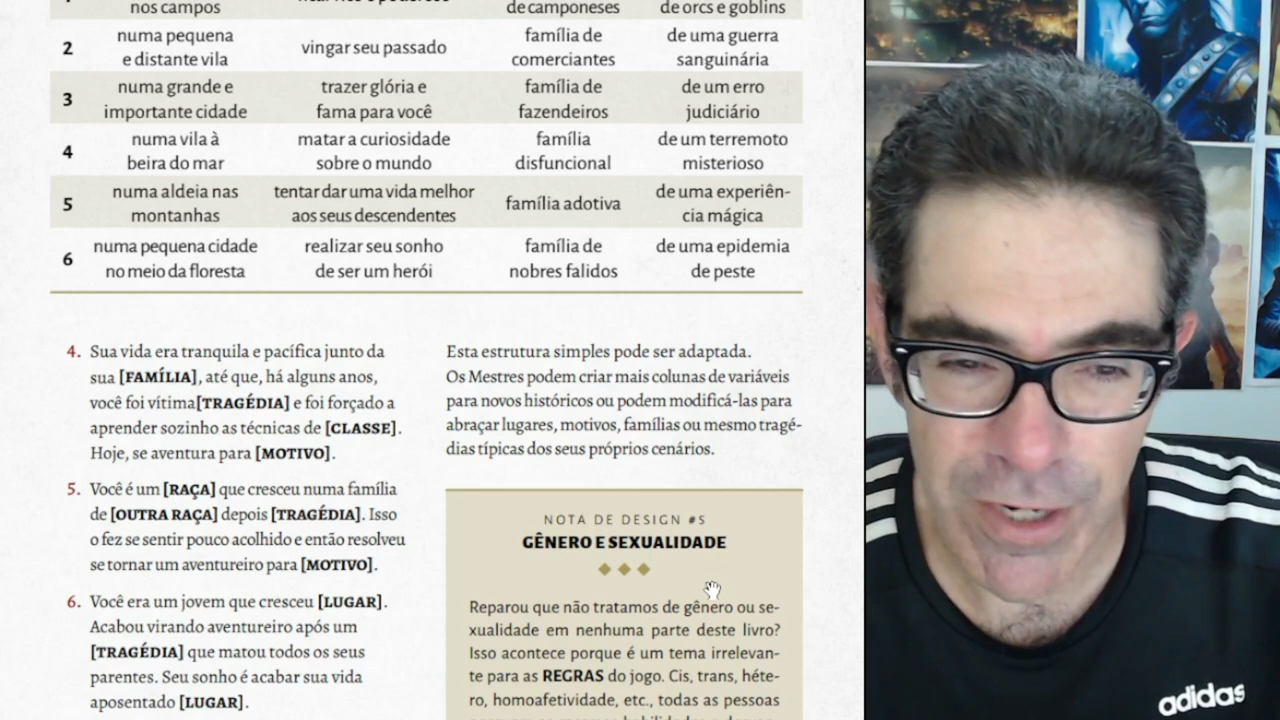 nos campos
de camponeses
de orcs e goblins
2
numa pequena
e distante vila
vingar seu passado
família de
comerciantes
de uma guerra
sanguinária
3
numa grande e
importante cidade
trazer glória e
fama para você
família de
fazendeiros
de um erro
judiciário
4
numa vila à
beira do mar
matar a curiosidade
sobre o mundo
família
disfuncional
de um terremoto
misterioso
5
numa aldeia nas
montanhas
tentar dar uma vida melhor
aos seus descendentes
família adotiva
de uma experiên-
cia mágica
6
numa pequena cidade
no meio da floresta
realizar seu sonho
de ser um herói
família de
nobres falidos
de uma epidemia
de peste
4. Sua vida era tranquila e pacífica junto da
sua [FAMÍLIA], até que, há alguns anos,
você foi vítima[TRAGÉDIA] e foi forçado a
aprender sozinho as técnicas de [CLASSE].
Hoje, se aventura para [MOTIVO].
5. Você é um [RAÇA] que cresceu numa família
de [OUTRA RAÇA] depois [TRAGÉDIA]. Isso
o fez se sentir pouco acolhido e então resolveu
se tornar um aventureiro para [MOTIVO].
6. Você era um jovem que cresceu [LUGAR].
Acabou virando aventureiro após um
[TRAGÉDIA] que matou todos os seus
parentes. Seu sonho é acabar sua vida
aposentado [LUGAR].
Esta estrutura simples pode ser adaptada.
Os Mestres podem criar mais colunas de variáveis
para novos históricos ou podem modificá-las para
abraçar lugares, motivos, famílias ou mesmo tragé-
dias típicas dos seus próprios cenários.
NOTA DE DESIGN #5
GÊNERO E SEXUALIDADE
Reparou que não tratamos de gênero ou se-
xualidade em nenhuma parte deste livro?
Isso acontece porque é um tema irrelevan-
te para as REGRAS do jogo. Cis, trans, héte-
ro, homoafetividade, etc., todas as pessoas
adidas